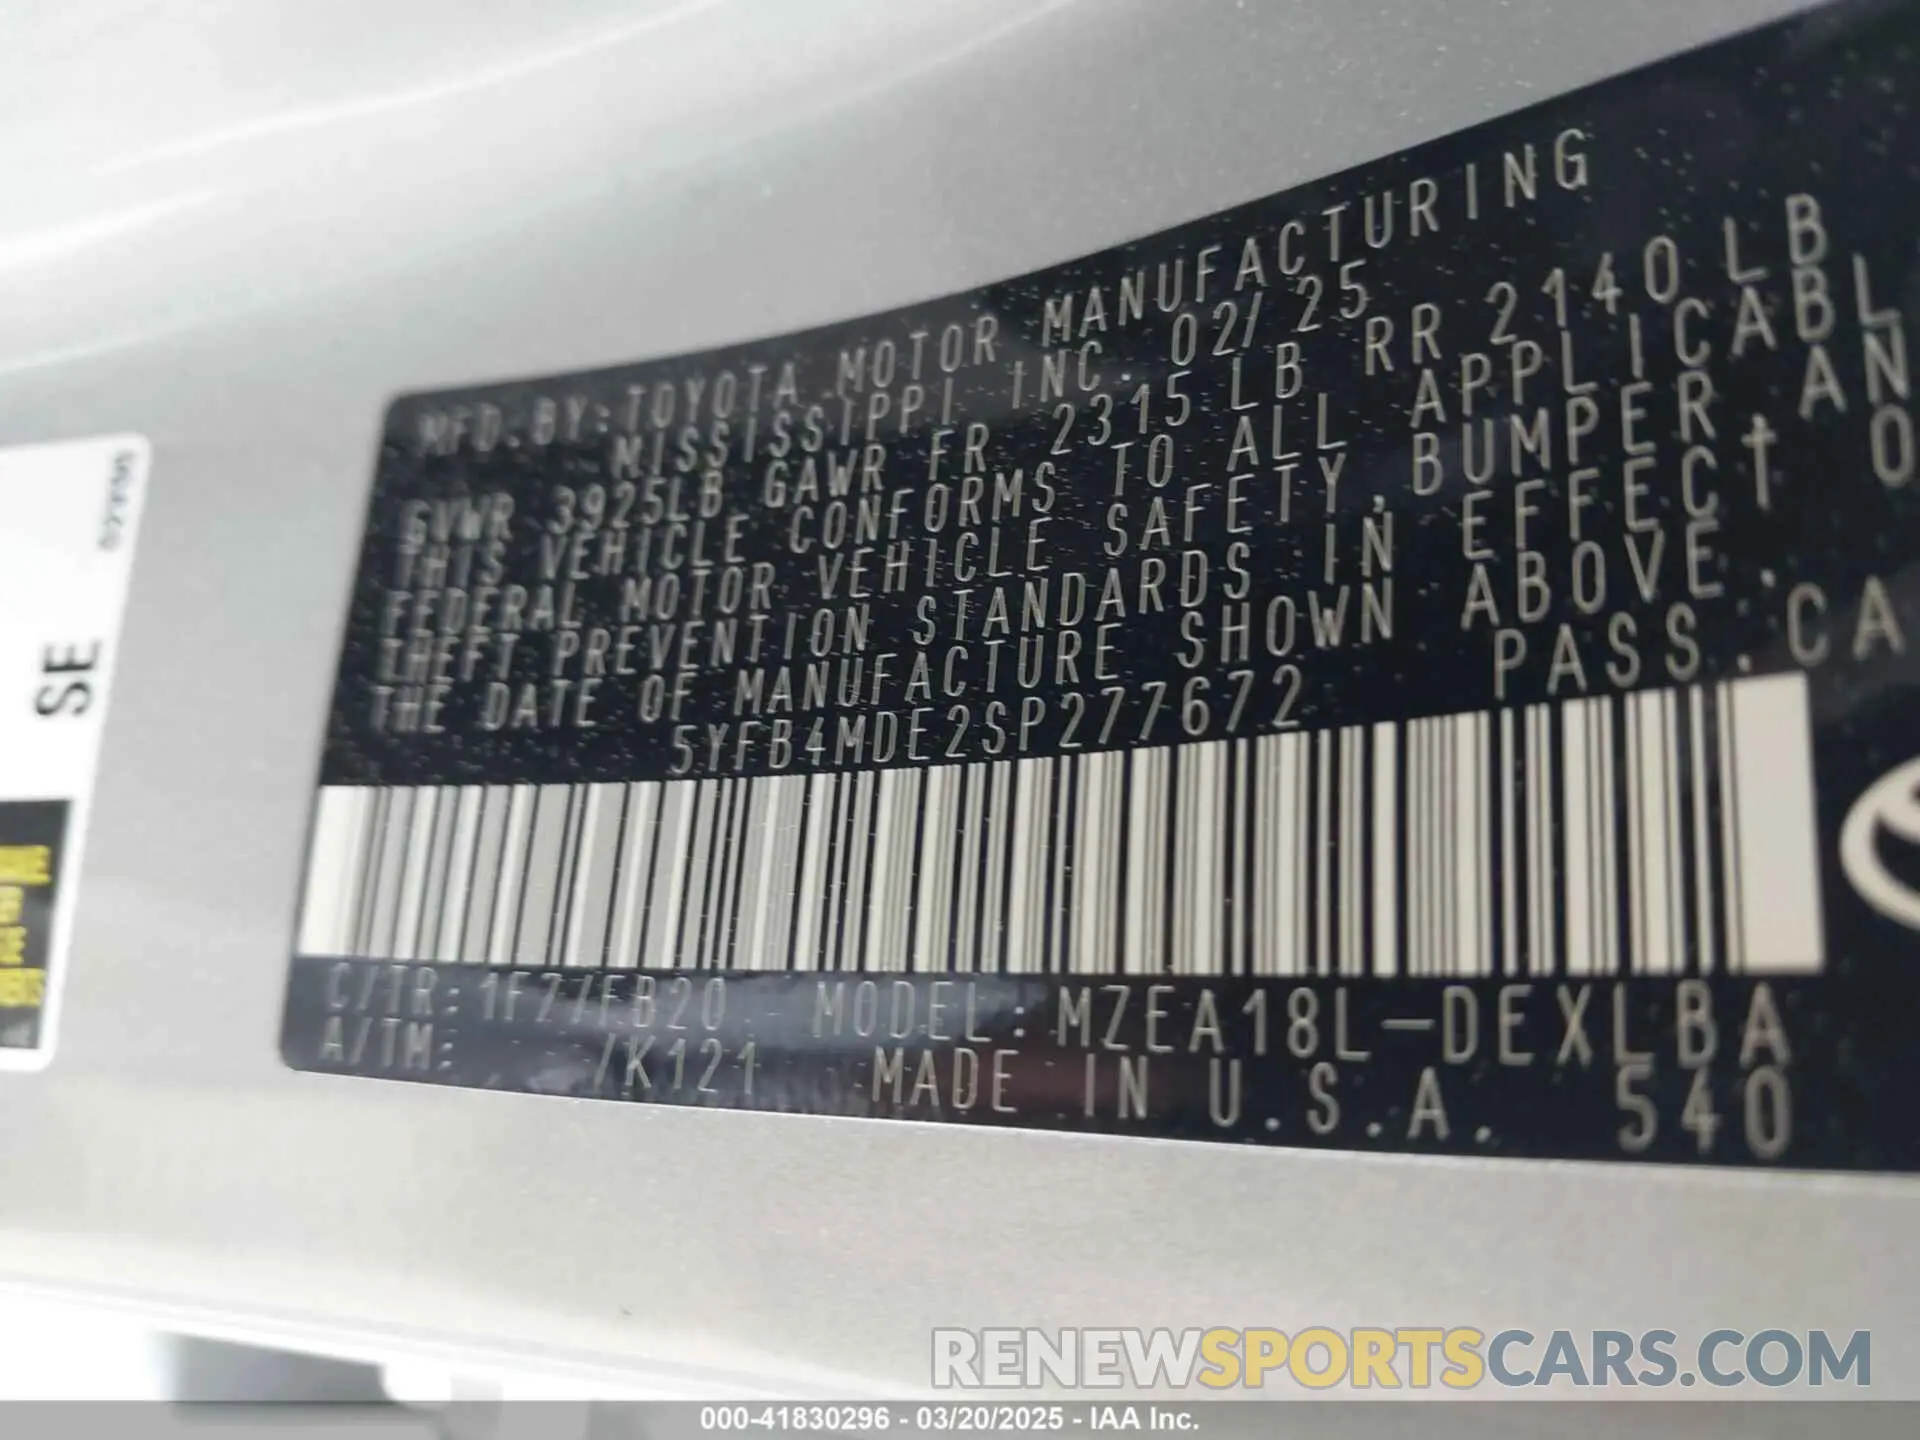 MFD. BY: TOYOTA MOTOR MANUFACTURING
MISSISSIPPI INC. 02/25
GVWR 3925LB GAWR FR 2315LB RR 2140LB
THIS VEHICLE CONFORMS TO ALL APPLICABL
FEDERAL MOTOR VEHICLE SAFETY, BUMPER AN
THEFT PREVENTION STANDARDS IN EFFECT O
THE DATE OF MANUFACTURE SHOWN ABOVE.
5YFB4MDE2SP277672 PASS.CA
C/TR: 1F27/FB20 MODEL: MZEA18L-DEXLBA
A/TM: /K121 MADE IN U.S.A. 540
SE
RENEWSPORTSCARS.COM
000-41830296 - 03/20/2025 - IAA Inc.